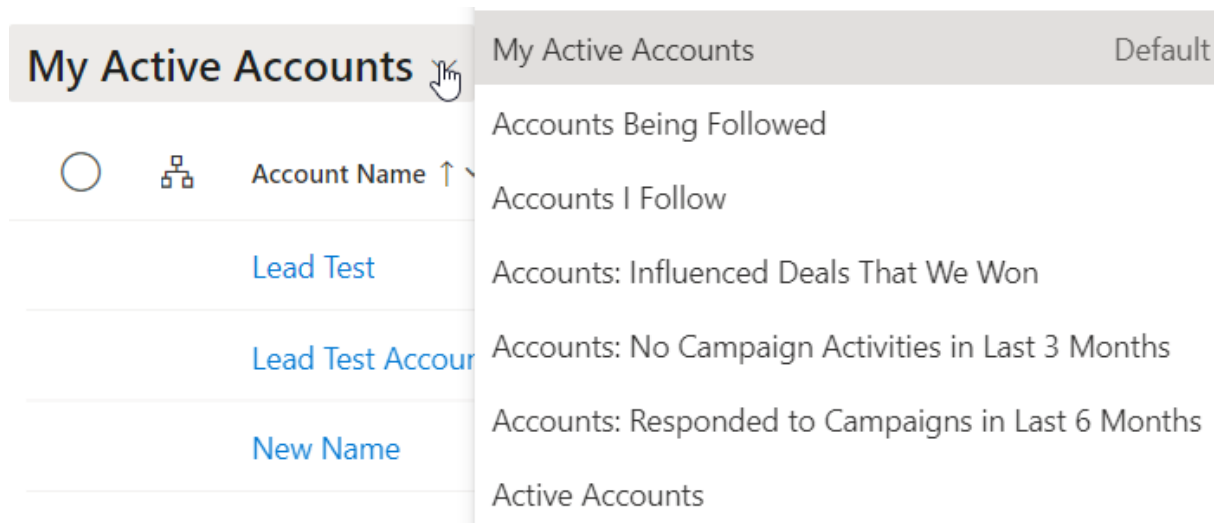 My Active Accounts
Account Name
Lead Test
Lead Test Accour
New Name
My Active Accounts Default
Accounts Being Followed
Accounts I Follow
Accounts: Influenced Deals That We Won
Accounts: No Campaign Activities in Last 3 Months
Accounts: Responded to Campaigns in Last 6 Months
Active Accounts